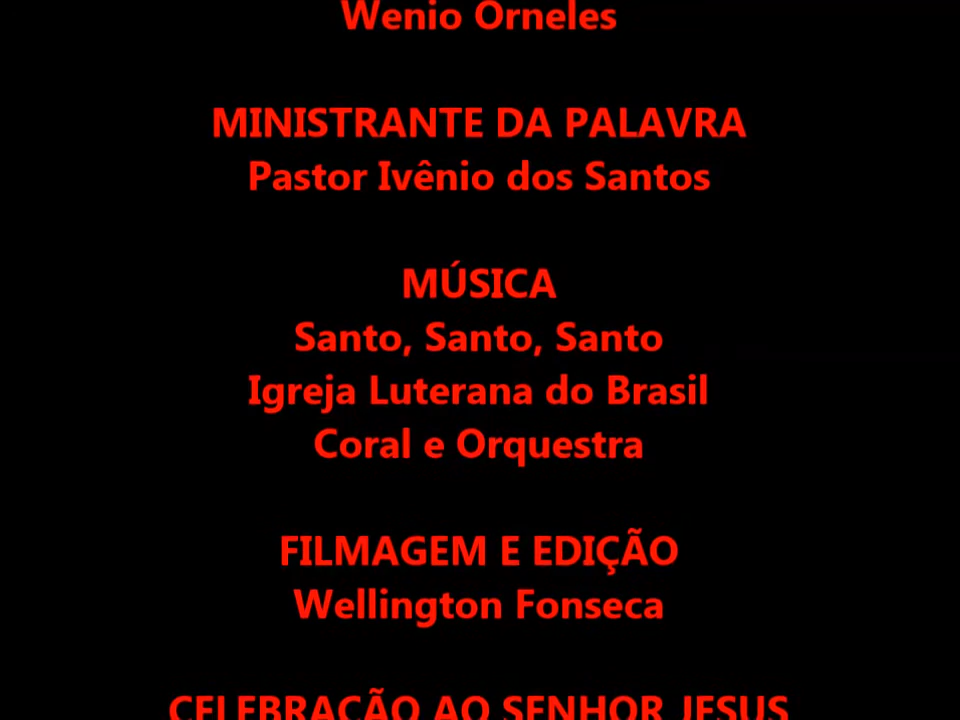 Wenio Orneles
MINISTRANTE DA PALAVRA
Pastor Ivênio dos Santos
MÚSICA
Santo, Santo, Santo
Igreja Luterana do Brasil
Coral e Orquestra
FILMAGEM E EDIÇÃO
Wellington Fonseca
CELEBRAÇÃO AO SENHOR JESUS